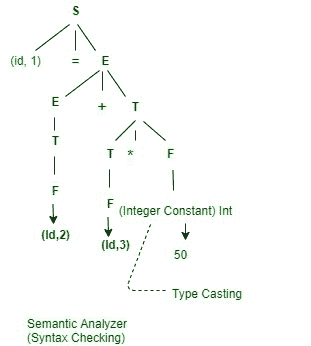 S
(id, 1) = E
E + T
T
T * F
F
F (Integer Constant) Int
(Id,2)
(Id,3)
50
Type Casting
Semantic Analyzer
(Syntax Checking)